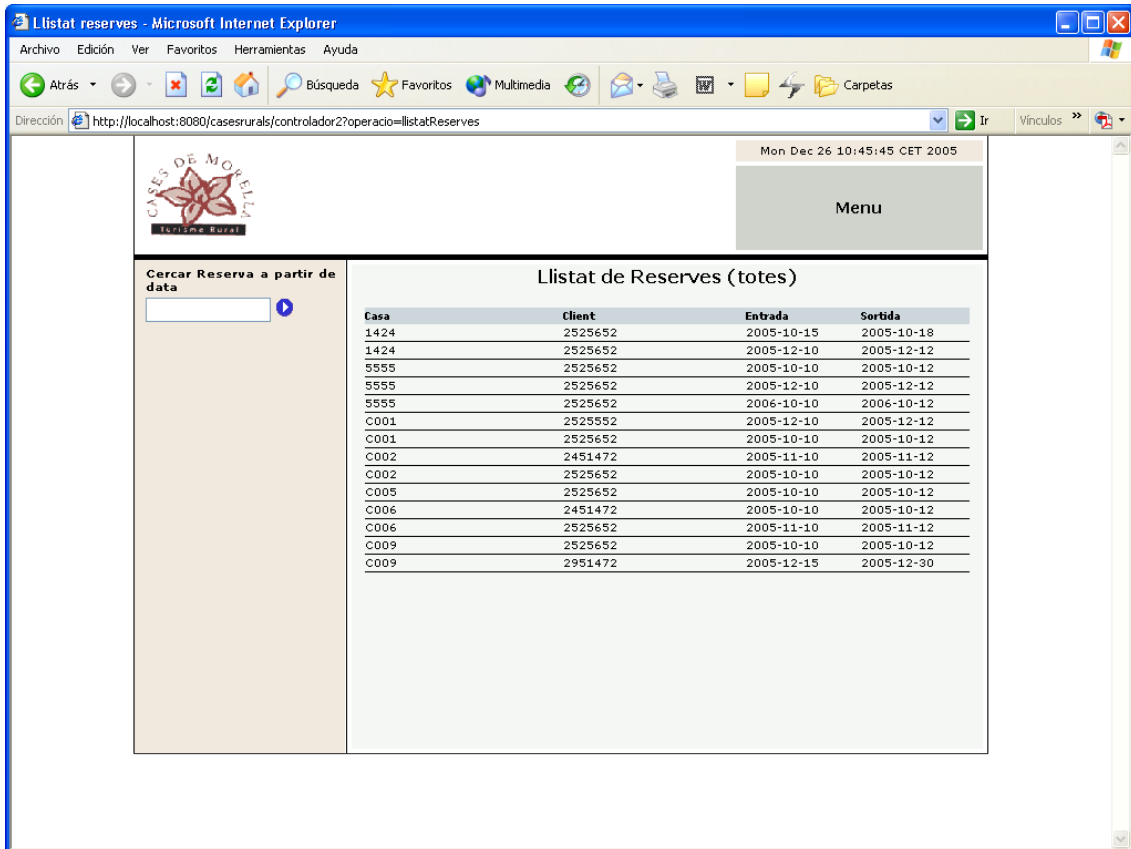 Llistat reserves - Microsoft Internet Explorer
Archivo Edición Ver Favoritos Herramientas Ayuda
Atrás Búsqueda Favoritos Multimedia Carpetas
Dirección http://localhost:8080/casesrurals/controlador2?operacio=llistatReserves Ir Vínculos »
CASES DE MORELLA
Turisme Rural
Mon Dec 26 10:45:45 CET 2005
Menu
Cercar Reserva a partir de
data
Llistat de Reserves (totes)
Casa Client Entrada Sortida
1424 2525652 2005-10-15 2005-10-18
1424 2525652 2005-12-10 2005-12-12
5555 2525652 2005-10-10 2005-10-12
5555 2525652 2005-12-10 2005-12-12
5555 2525652 2006-10-10 2006-10-12
C001 2525552 2005-12-10 2005-12-12
C001 2525652 2005-10-10 2005-10-12
C002 2451472 2005-11-10 2005-11-12
C002 2525652 2005-10-10 2005-10-12
C005 2525652 2005-10-10 2005-10-12
C006 2451472 2005-10-10 2005-10-12
C006 2525652 2005-11-10 2005-11-12
C009 2525652 2005-10-10 2005-10-12
C009 2951472 2005-12-15 2005-12-30